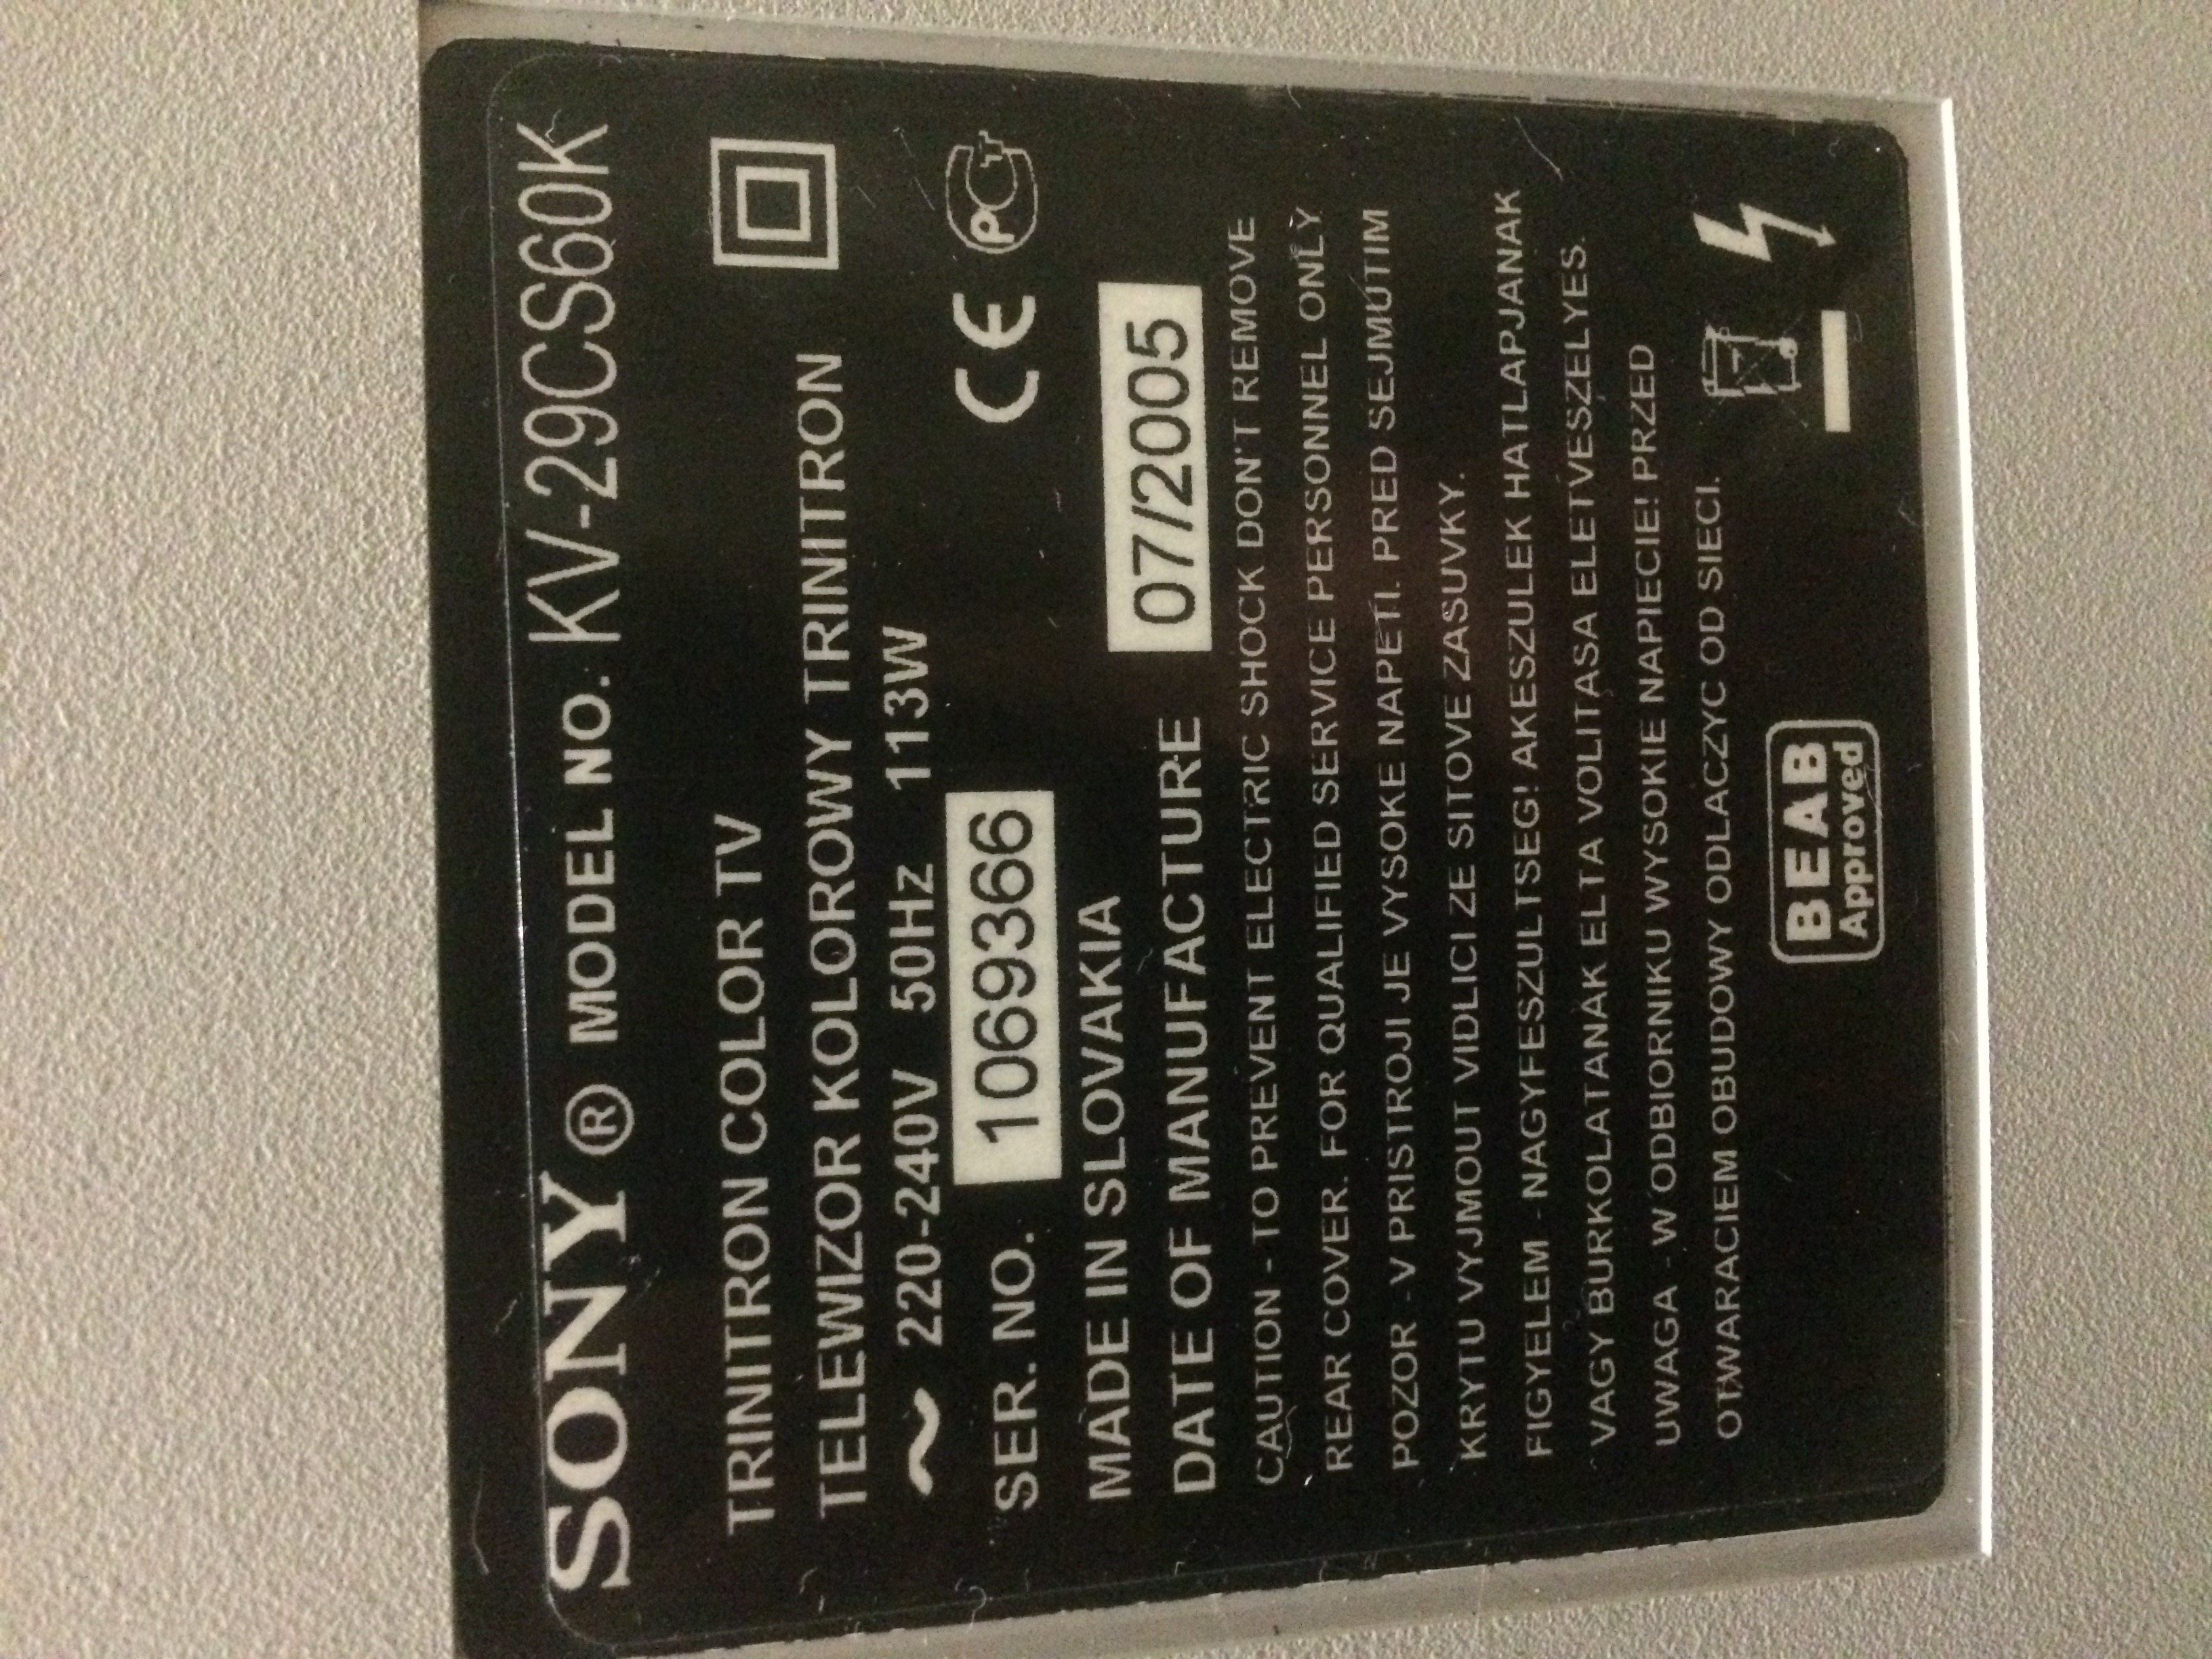 SONY ® MODEL NO. KV-29CS60K
TRINITRON COLOR TV
TELEWIZOR KOLOROWY TRINITRON
~ 220-240V 50Hz 113W
SER. NO. 1069366
CE PCT
MADE IN SLOVAKIA
DATE OF MANUFACTURE 07/2005
CAUTION - TO PREVENT ELECTRIC SHOCK DON'T REMOVE
REAR COVER. FOR QUALIFIED SERVICE PERSONNEL ONLY
POZOR - V PRISTROJI JE VYSOKE NAPETI. PRED SEJMUTIM
KRYTU VYJMOUT VIDLICI ZE SITOVE ZASUVKY.
FIGYELEM - NAGYFESZULTSEG! AKESZULEK HATLAPJANAK
VAGY BURKOLATANAK ELTA VOLITASA ELETVESZELYES.
UWAGA - W ODBIORNIKU WYSOKIE NAPIECIE! PRZED
OTWARACIEM OBUDOWY ODLACZYC OD SIECI.
BEAB
Approved